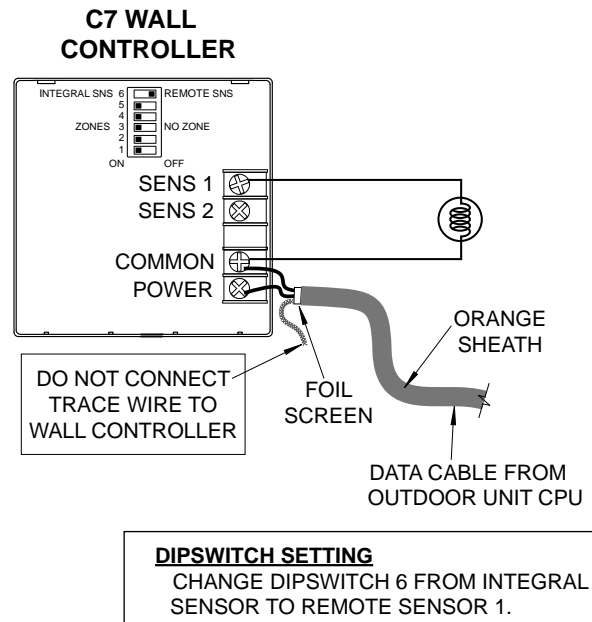 C7 WALL
CONTROLLER
INTEGRAL SNS 6 REMOTE SNS
5
4
ZONES 3 NO ZONE
2
1
ON OFF
SENS 1
SENS 2
COMMON
POWER
ORANGE
SHEATH
DO NOT CONNECT
TRACE WIRE TO
WALL CONTROLLER
FOIL
SCREEN
DATA CABLE FROM
OUTDOOR UNIT CPU
DIPSWITCH SETTING
CHANGE DIPSWITCH 6 FROM INTEGRAL
SENSOR TO REMOTE SENSOR 1.